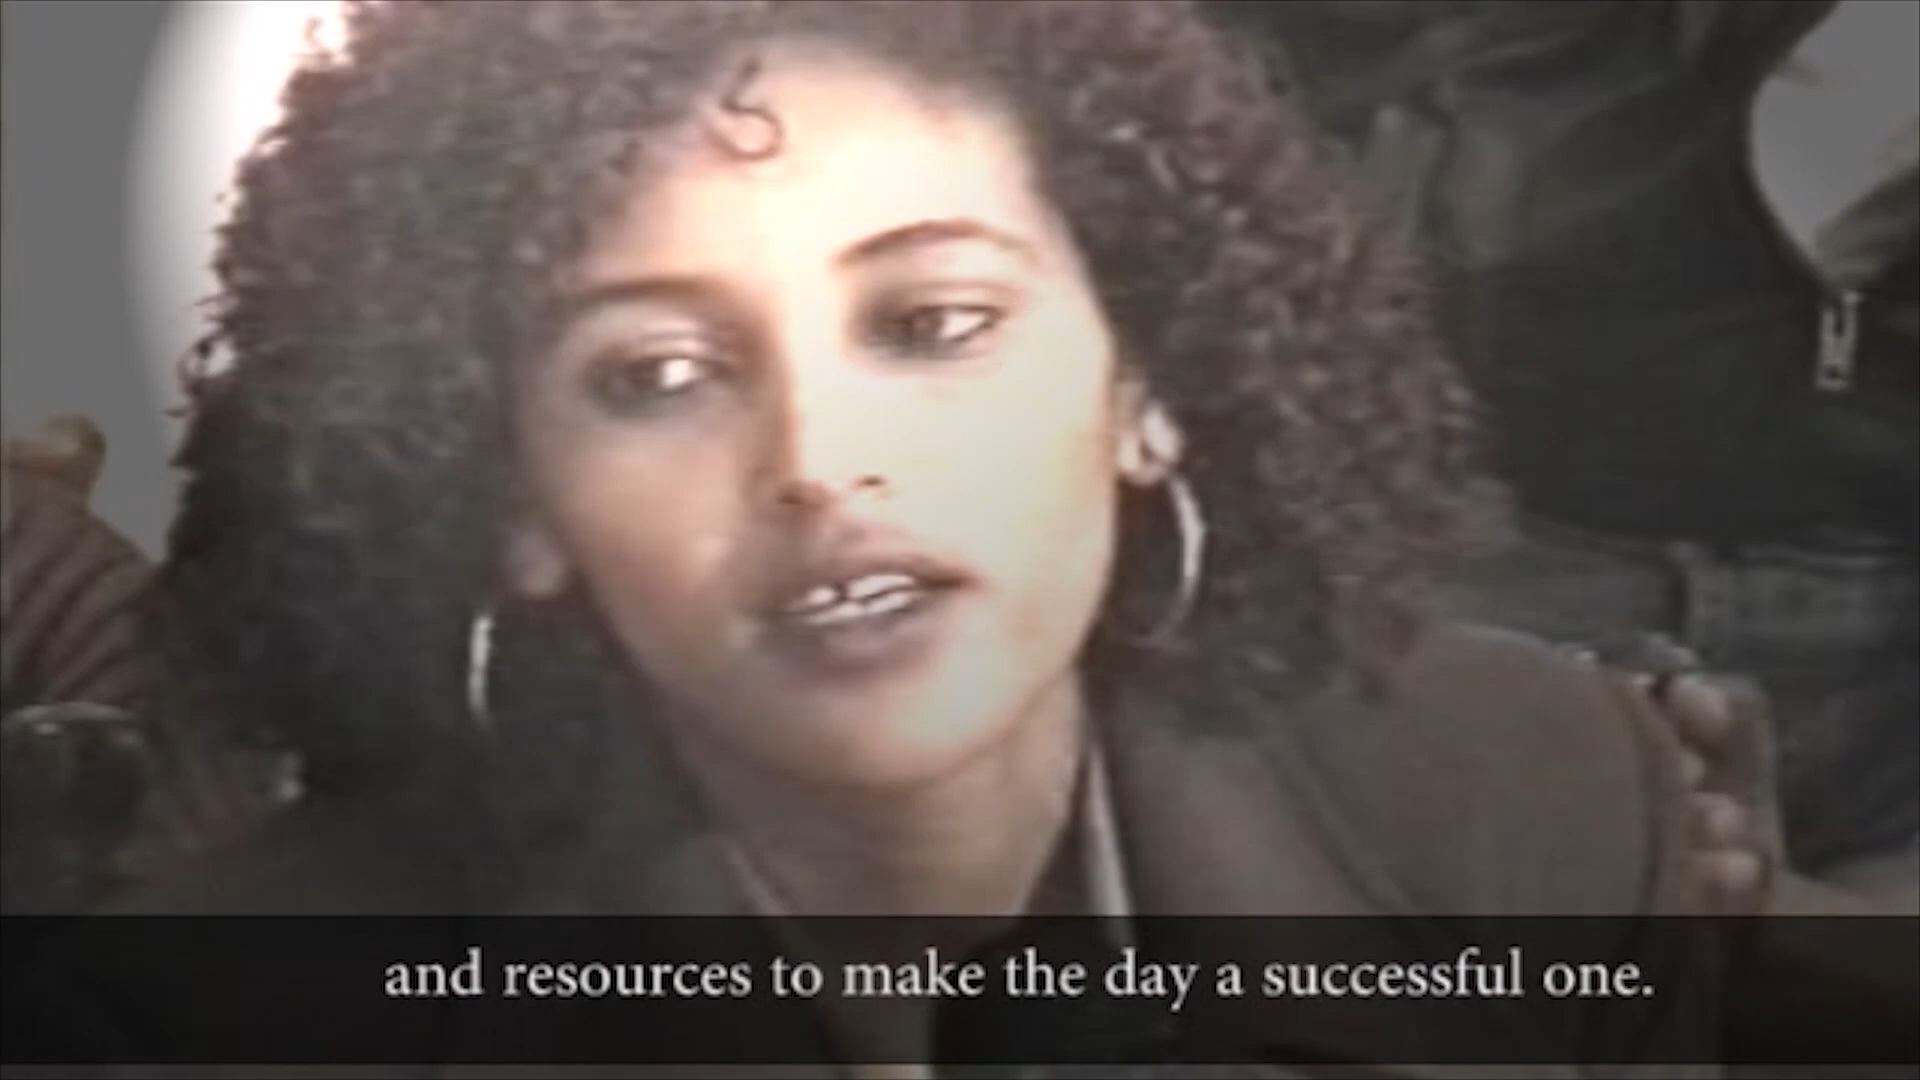 and resources to make the day a successful one.